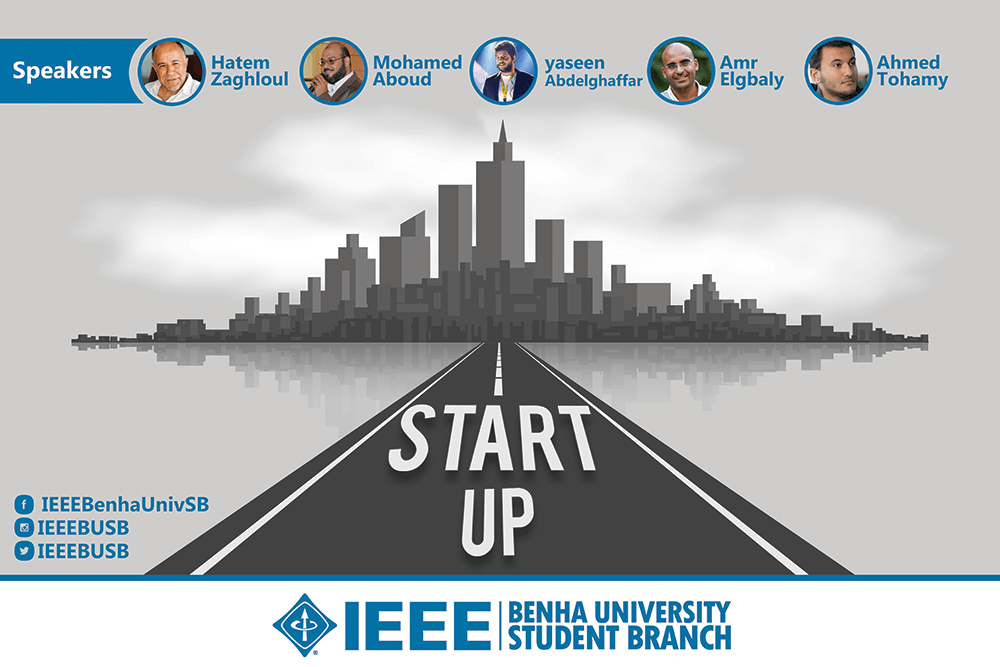 Speakers
Hatem
Zaghloul
Mohamed
Aboud
yaseen
Abdelghaffar
Amr
Elgbaly
Ahmed
Tohamy
START
UP
IEEEBenhaUnivSB
IEEEBUSB
IEEEBUSB
IEEE
BENHA UNIVERSITY
STUDENT BRANCH